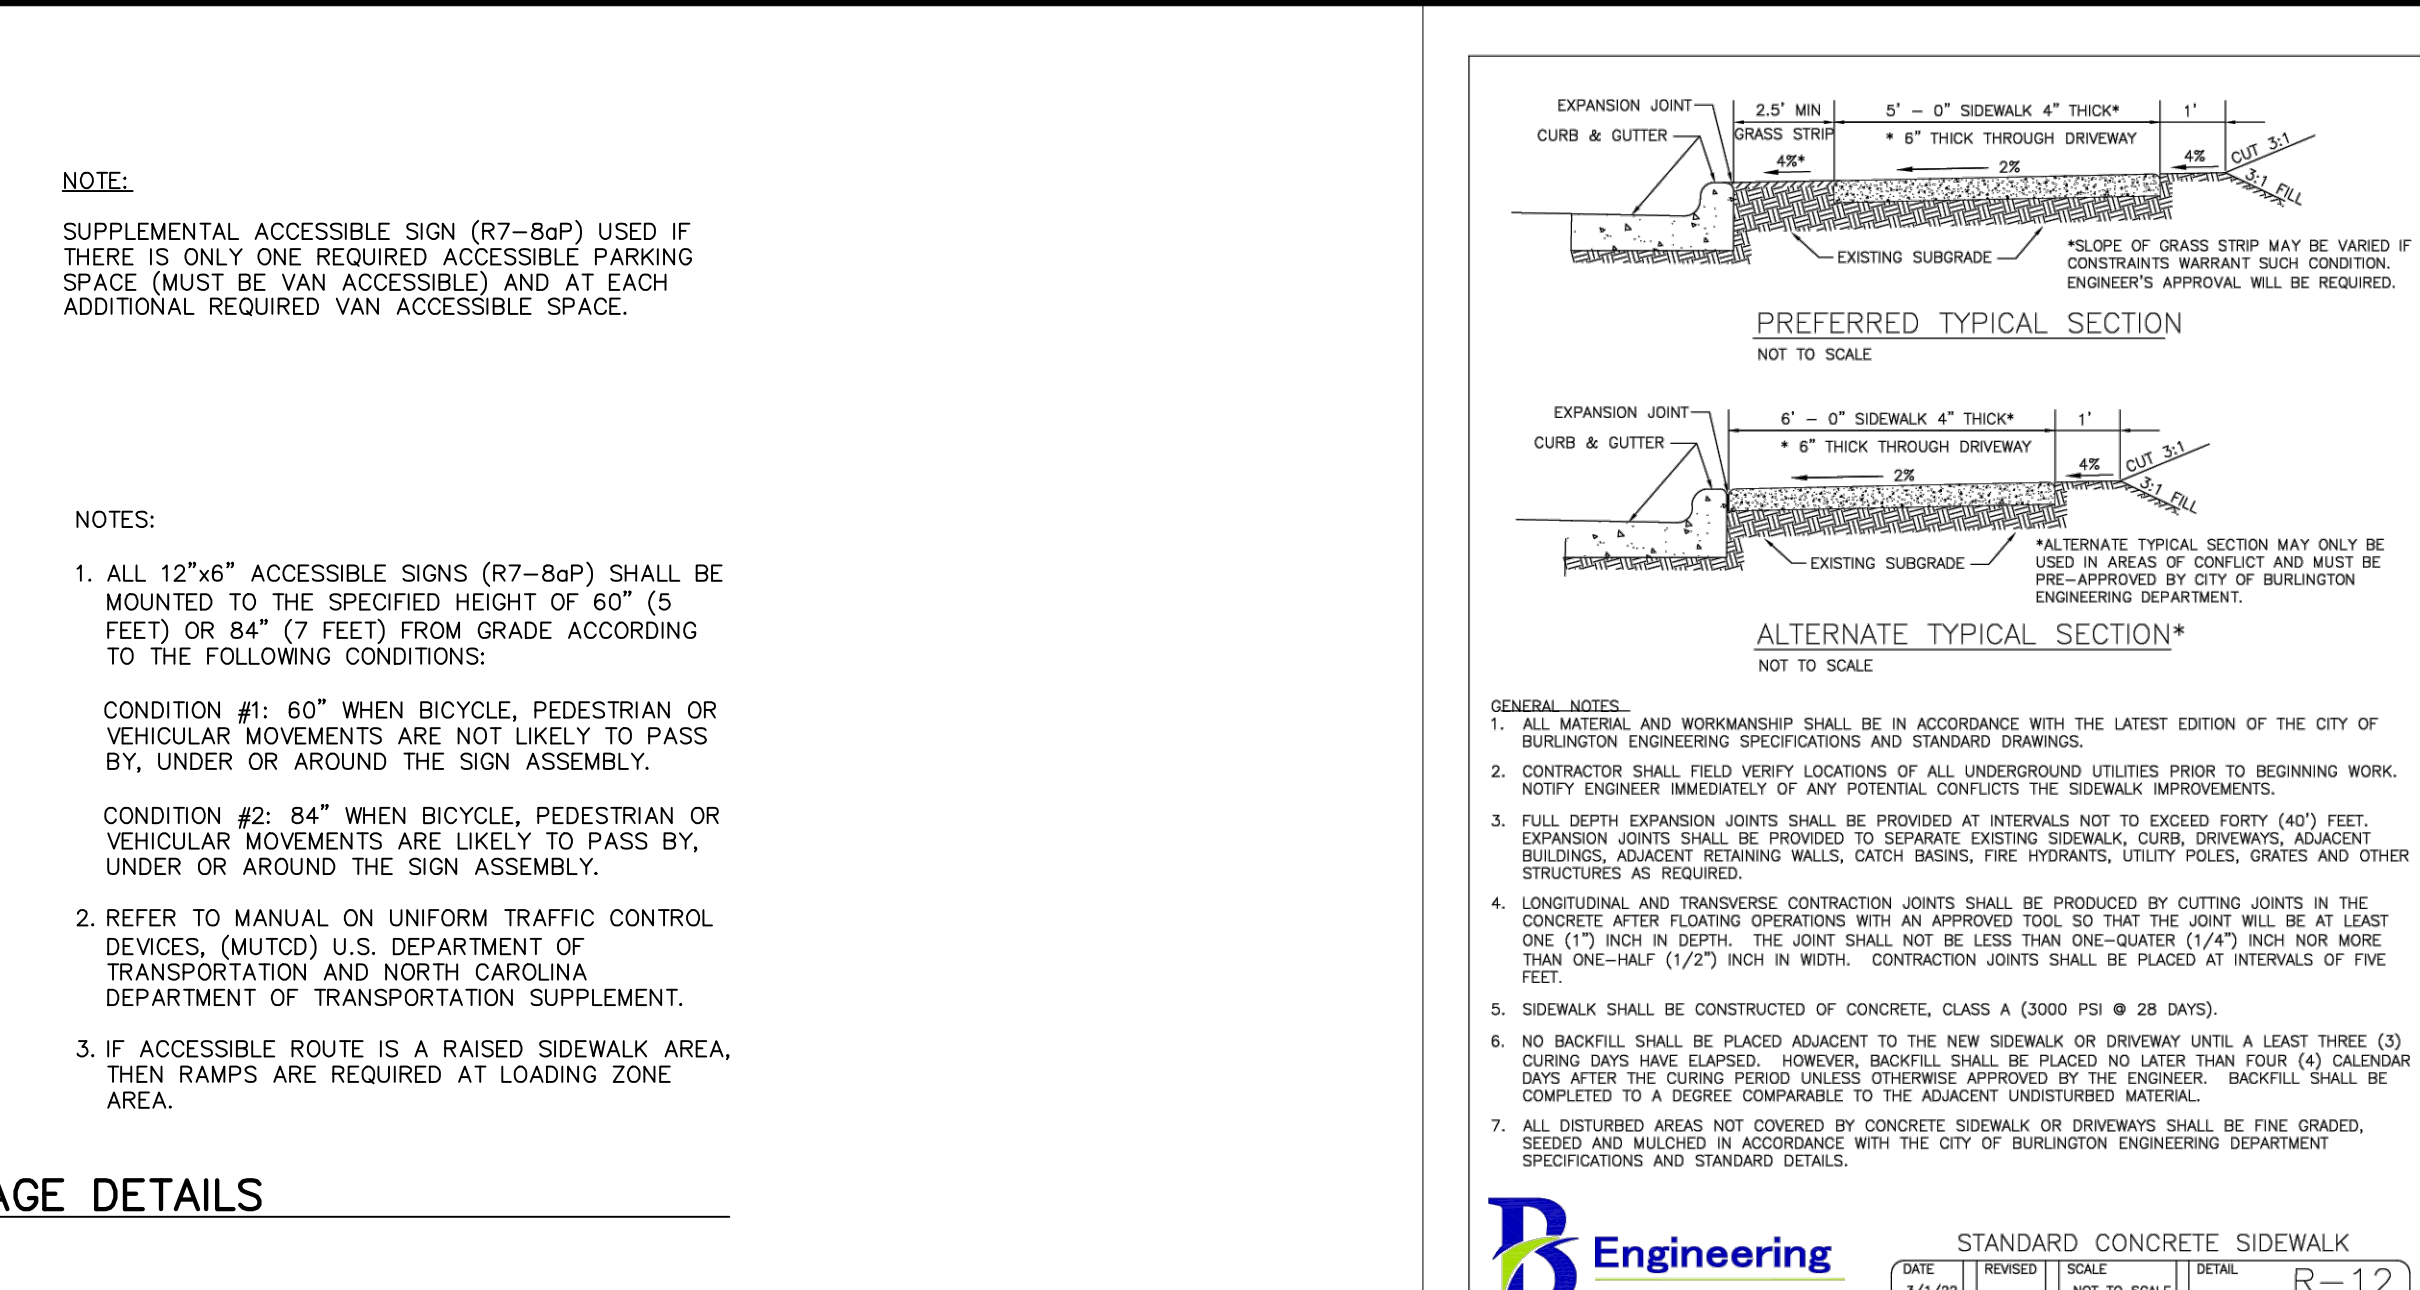 NOTE:
SUPPLEMENTAL ACCESSIBLE SIGN (R7-8aP) USED IF
THERE IS ONLY ONE REQUIRED ACCESSIBLE PARKING
SPACE (MUST BE VAN ACCESSIBLE) AND AT EACH
ADDITIONAL REQUIRED VAN ACCESSIBLE SPACE.
NOTES:
1. ALL 12"x6" ACCESSIBLE SIGNS (R7-8aP) SHALL BE
MOUNTED TO THE SPECIFIED HEIGHT OF 60" (5
FEET) OR 84" (7 FEET) FROM GRADE ACCORDING
TO THE FOLLOWING CONDITIONS:
CONDITION #1: 60" WHEN BICYCLE, PEDESTRIAN OR
VEHICULAR MOVEMENTS ARE NOT LIKELY TO PASS
BY, UNDER OR AROUND THE SIGN ASSEMBLY.
CONDITION #2: 84" WHEN BICYCLE, PEDESTRIAN OR
VEHICULAR MOVEMENTS ARE LIKELY TO PASS BY,
UNDER OR AROUND THE SIGN ASSEMBLY.
2. REFER TO MANUAL ON UNIFORM TRAFFIC CONTROL
DEVICES, (MUTCD) U.S. DEPARTMENT OF
TRANSPORTATION AND NORTH CAROLINA
DEPARTMENT OF TRANSPORTATION SUPPLEMENT.
3. IF ACCESSIBLE ROUTE IS A RAISED SIDEWALK AREA,
THEN RAMPS ARE REQUIRED AT LOADING ZONE
AREA.
AGE DETAILS
EXPANSION JOINT
CURB & GUTTER
2.5' MIN
GRASS STRIP
4%*
5' - 0" SIDEWALK 4" THICK*
* 6" THICK THROUGH DRIVEWAY
2%
1'
4%
CUT 3:1
3:1 FILL
EXISTING SUBGRADE
*SLOPE OF GRASS STRIP MAY BE VARIED IF
CONSTRAINTS WARRANT SUCH CONDITION.
ENGINEER'S APPROVAL WILL BE REQUIRED.
PREFERRED TYPICAL SECTION
NOT TO SCALE
EXPANSION JOINT
CURB & GUTTER
6' - 0" SIDEWALK 4" THICK*
* 6" THICK THROUGH DRIVEWAY
2%
1'
4%
CUT 3:1
3:1 FILL
EXISTING SUBGRADE
*ALTERNATE TYPICAL SECTION MAY ONLY BE
USED IN AREAS OF CONFLICT AND MUST BE
PRE-APPROVED BY CITY OF BURLINGTON
ENGINEERING DEPARTMENT.
ALTERNATE TYPICAL SECTION*
NOT TO SCALE
GENERAL NOTES
1. ALL MATERIAL AND WORKMANSHIP SHALL BE IN ACCORDANCE WITH THE LATEST EDITION OF THE CITY OF
BURLINGTON ENGINEERING SPECIFICATIONS AND STANDARD DRAWINGS.
2. CONTRACTOR SHALL FIELD VERIFY LOCATIONS OF ALL UNDERGROUND UTILITIES PRIOR TO BEGINNING WORK.
NOTIFY ENGINEER IMMEDIATELY OF ANY POTENTIAL CONFLICTS THE SIDEWALK IMPROVEMENTS.
3. FULL DEPTH EXPANSION JOINTS SHALL BE PROVIDED AT INTERVALS NOT TO EXCEED FORTY (40') FEET.
EXPANSION JOINTS SHALL BE PROVIDED TO SEPARATE EXISTING SIDEWALK, CURB, DRIVEWAYS, ADJACENT
BUILDINGS, ADJACENT RETAINING WALLS, CATCH BASINS, FIRE HYDRANTS, UTILITY POLES, GRATES AND OTHER
STRUCTURES AS REQUIRED.
4. LONGITUDINAL AND TRANSVERSE CONTRACTION JOINTS SHALL BE PRODUCED BY CUTTING JOINTS IN THE
CONCRETE AFTER FLOATING OPERATIONS WITH AN APPROVED TOOL SO THAT THE JOINT WILL BE AT LEAST
ONE (1") INCH IN DEPTH. THE JOINT SHALL NOT BE LESS THAN ONE-QUATER (1/4") INCH NOR MORE
THAN ONE-HALF (1/2") INCH IN WIDTH. CONTRACTION JOINTS SHALL BE PLACED AT INTERVALS OF FIVE
FEET.
5. SIDEWALK SHALL BE CONSTRUCTED OF CONCRETE, CLASS A (3000 PSI @ 28 DAYS).
6. NO BACKFILL SHALL BE PLACED ADJACENT TO THE NEW SIDEWALK OR DRIVEWAY UNTIL A LEAST THREE (3)
CURING DAYS HAVE ELAPSED. HOWEVER, BACKFILL SHALL BE PLACED NO LATER THAN FOUR (4) CALENDAR
DAYS AFTER THE CURING PERIOD UNLESS OTHERWISE APPROVED BY THE ENGINEER. BACKFILL SHALL BE
COMPLETED TO A DEGREE COMPARABLE TO THE ADJACENT UNDISTURBED MATERIAL.
7. ALL DISTURBED AREAS NOT COVERED BY CONCRETE SIDEWALK OR DRIVEWAYS SHALL BE FINE GRADED,
SEEDED AND MULCHED IN ACCORDANCE WITH THE CITY OF BURLINGTON ENGINEERING DEPARTMENT
SPECIFICATIONS AND STANDARD DETAILS.
B
Engineering
STANDARD CONCRETE SIDEWALK
DATE
3/1/22
REVISED
SCALE
NOT TO SCALE
DETAIL
R-12